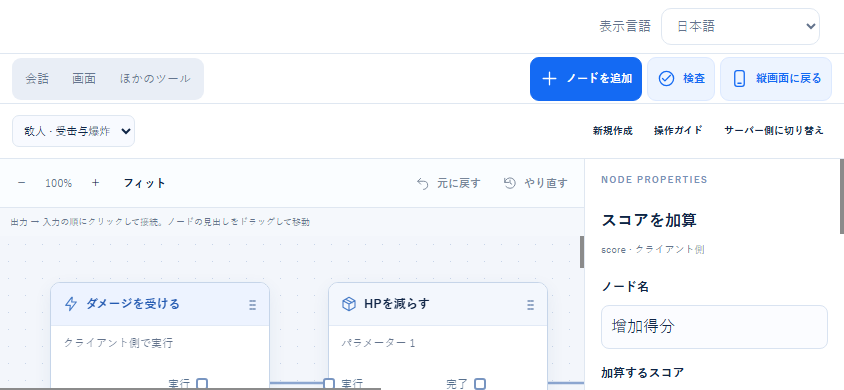 表示言語 日本語
会話 画面 ほかのツール ノードを追加 検査 縦画面に戻る
敌人 · 受击与爆炸 新規作成 操作ガイド サーバー側に切り替え
− 100% + フィット 元に戻す やり直す
NODE PROPERTIES
出力 → 入力の順にクリックして接続。ノードの見出しをドラッグして移動
スコアを加算
score · クライアント側
ダメージを受ける HPを減らす
ノード名
クライアント側で実行 パラメーター 1
增加得分
加算するスコア
実行 実行 完了